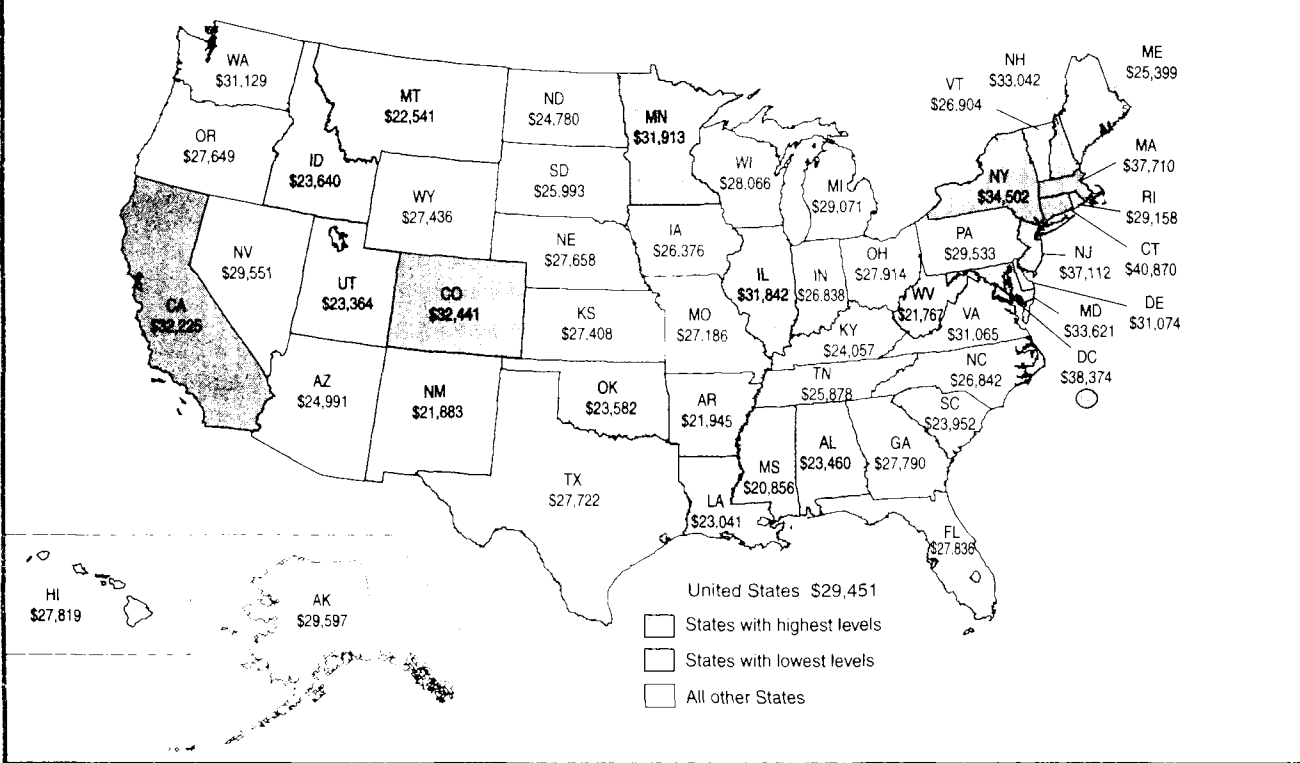 WA
$31,129
OR
$27,649
CA
$32,225
ID
$23,640
NV
$29,551
MT
$22,541
WY
$27,436
UT
$23,364
CO
$32,441
AZ
$24,991
NM
$21,883
ND
$24,780
SD
$25,993
NE
$27,658
KS
$27,408
OK
$23,582
TX
$27,722
MN
$31,913
IA
$26,376
MO
$27,186
AR
$21,945
LA
$23,041
WI
$28.066
IL
$31,842
MI
$29,071
IN
$26.838
OH
$27,914
KY
$24,057
TN
$25,878
MS
$20,856
AL
$23,460
GA
$27,790
FL
$27.836
SC
$23,952
NC
$26,842
VA
$31,065
WV
$21,767
PA
$29,533
NY
$34,502
VT
$26.904
NH
$33.042
ME
$25,399
MA
$37,710
RI
$29,158
CT
$40,870
NJ
$37,112
DE
$31,074
MD
$33,621
DC
$38,374
HI
$27,819
AK
$29,597
United States $29,451
States with highest levels
States with lowest levels
All other States